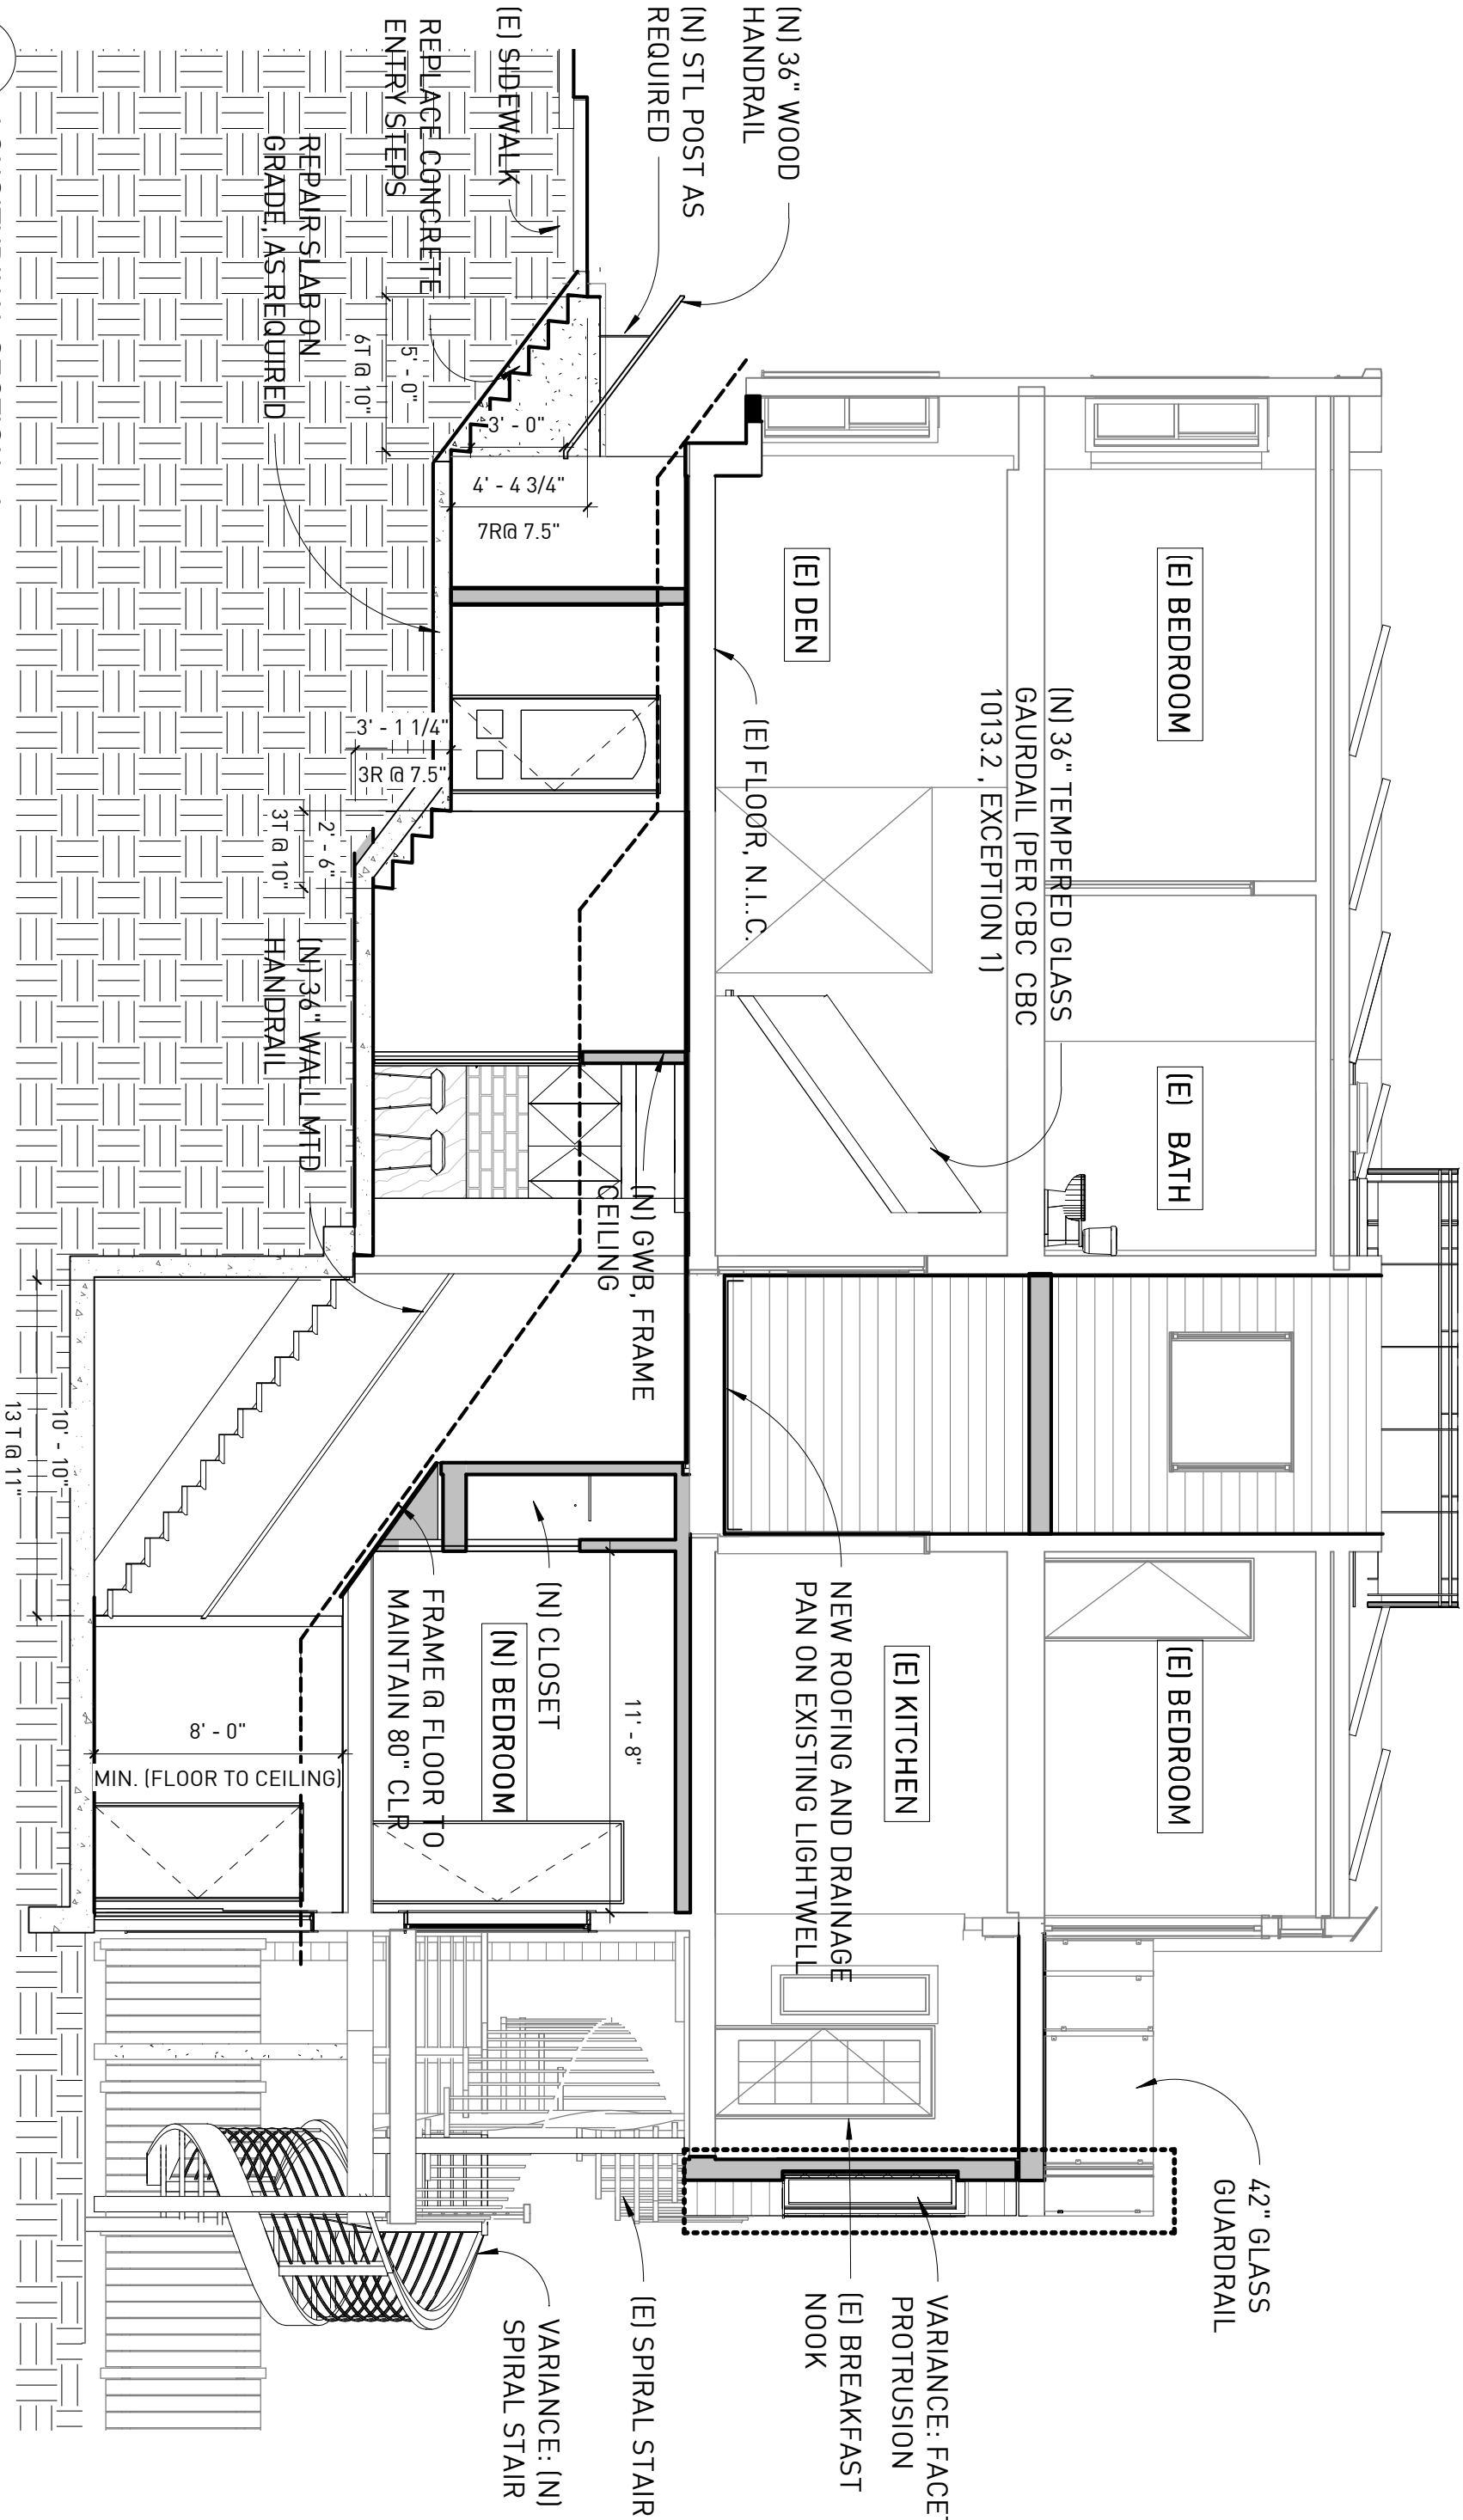 (N) 36" WOOD
HANDRAIL
(N) STL POST AS
REQUIRED
(E) SIDEWALK
REPLACE CONCRETE
ENTRY STEPS
REPAIR SLAB ON
GRADE, AS REQUIRED
5' - 0"
6T @ 10"
3' - 0"
4' - 4 3/4"
7R@ 7.5"
(E) BEDROOM
(E) DEN
(N) 36" TEMPERED GLASS
GAURDAIL (PER CBC  CBC
1013.2 , EXCEPTION 1)
(E) FLOOR, N.I..C.
3' - 1 1/4"
3R @ 7.5"
2' - 6"
3T @ 10"
(N) 36" WALL MTD
HANDRAIL
(E)  BATH
(N) GWB, FRAME
CEILING
10' - 10"
13 T @ 11"
(E) BEDROOM
(E) KITCHEN
NEW ROOFING AND DRAINAGE
PAN ON EXISTING LIGHTWELL
11' - 8"
(N) CLOSET
(N) BEDROOM
FRAME @ FLOOR TO
MAINTAIN 80" CLR
8' - 0"
MIN. (FLOOR TO CEILING)
42" GLASS
GUARDRAIL
VARIANCE: FACET
PROTRUSION
(E) BREAKFAST
NOOK
(E) SPIRAL STAIR
VARIANCE: (N)
SPIRAL STAIR